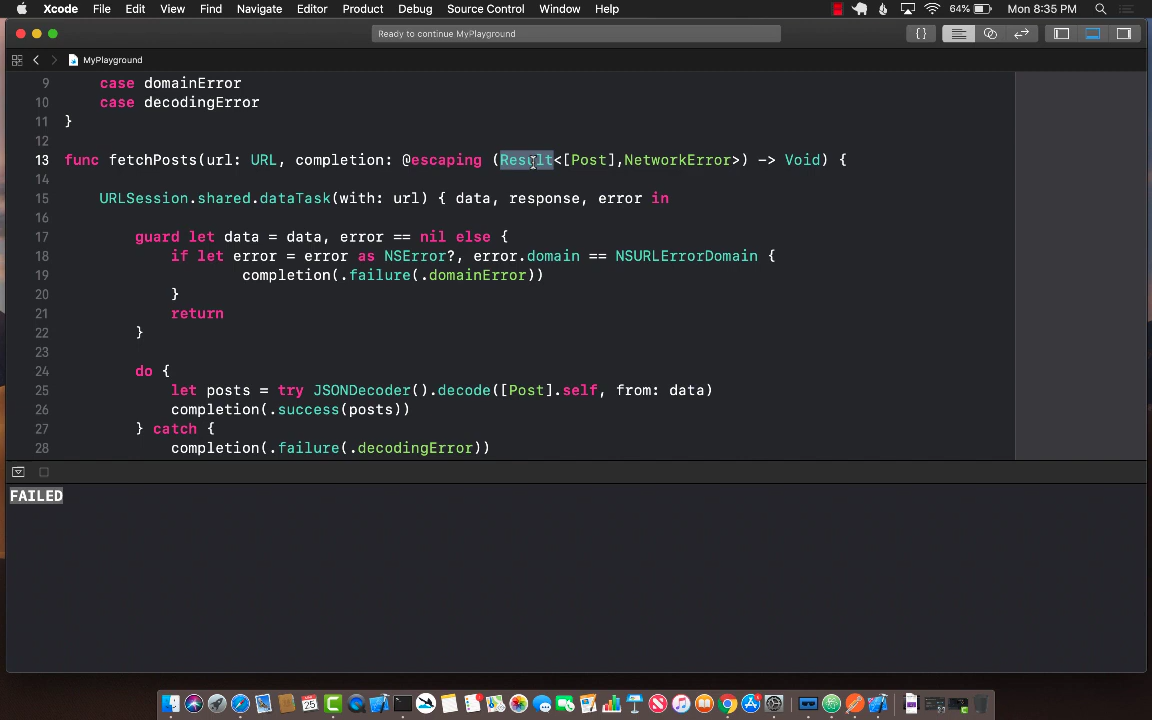 Xcode File Edit View Find Navigate Editor Product Debug Source Control Window Help 64% Mon 8:35 PM
Ready to continue MyPlayground
MyPlayground
9 case domainError
10 case decodingError
11 }
12
13 func fetchPosts(url: URL, completion: @escaping (Result<[Post],NetworkError>) -> Void) {
14
15 URLSession.shared.dataTask(with: url) { data, response, error in
16
17 guard let data = data, error == nil else {
18 if let error = error as NSError?, error.domain == NSURLErrorDomain {
19 completion(.failure(.domainError))
20 }
21 return
22 }
23
24 do {
25 let posts = try JSONDecoder().decode([Post].self, from: data)
26 completion(.success(posts))
27 } catch {
28 completion(.failure(.decodingError))
FAILED
25